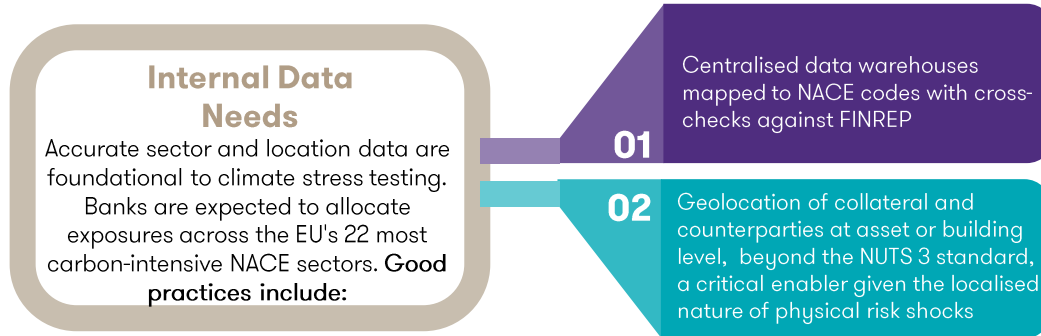 Internal Data
Needs
Accurate sector and location data are
foundational to climate stress testing.
Banks are expected to allocate
exposures across the EU's 22 most
carbon-intensive NACE sectors. Good
practices include:
01
Centralised data warehouses
mapped to NACE codes with cross-
checks against FINREP
02
Geolocation of collateral and
counterparties at asset or building
level,  beyond the NUTS 3 standard,
a critical enabler given the localised
nature of physical risk shocks